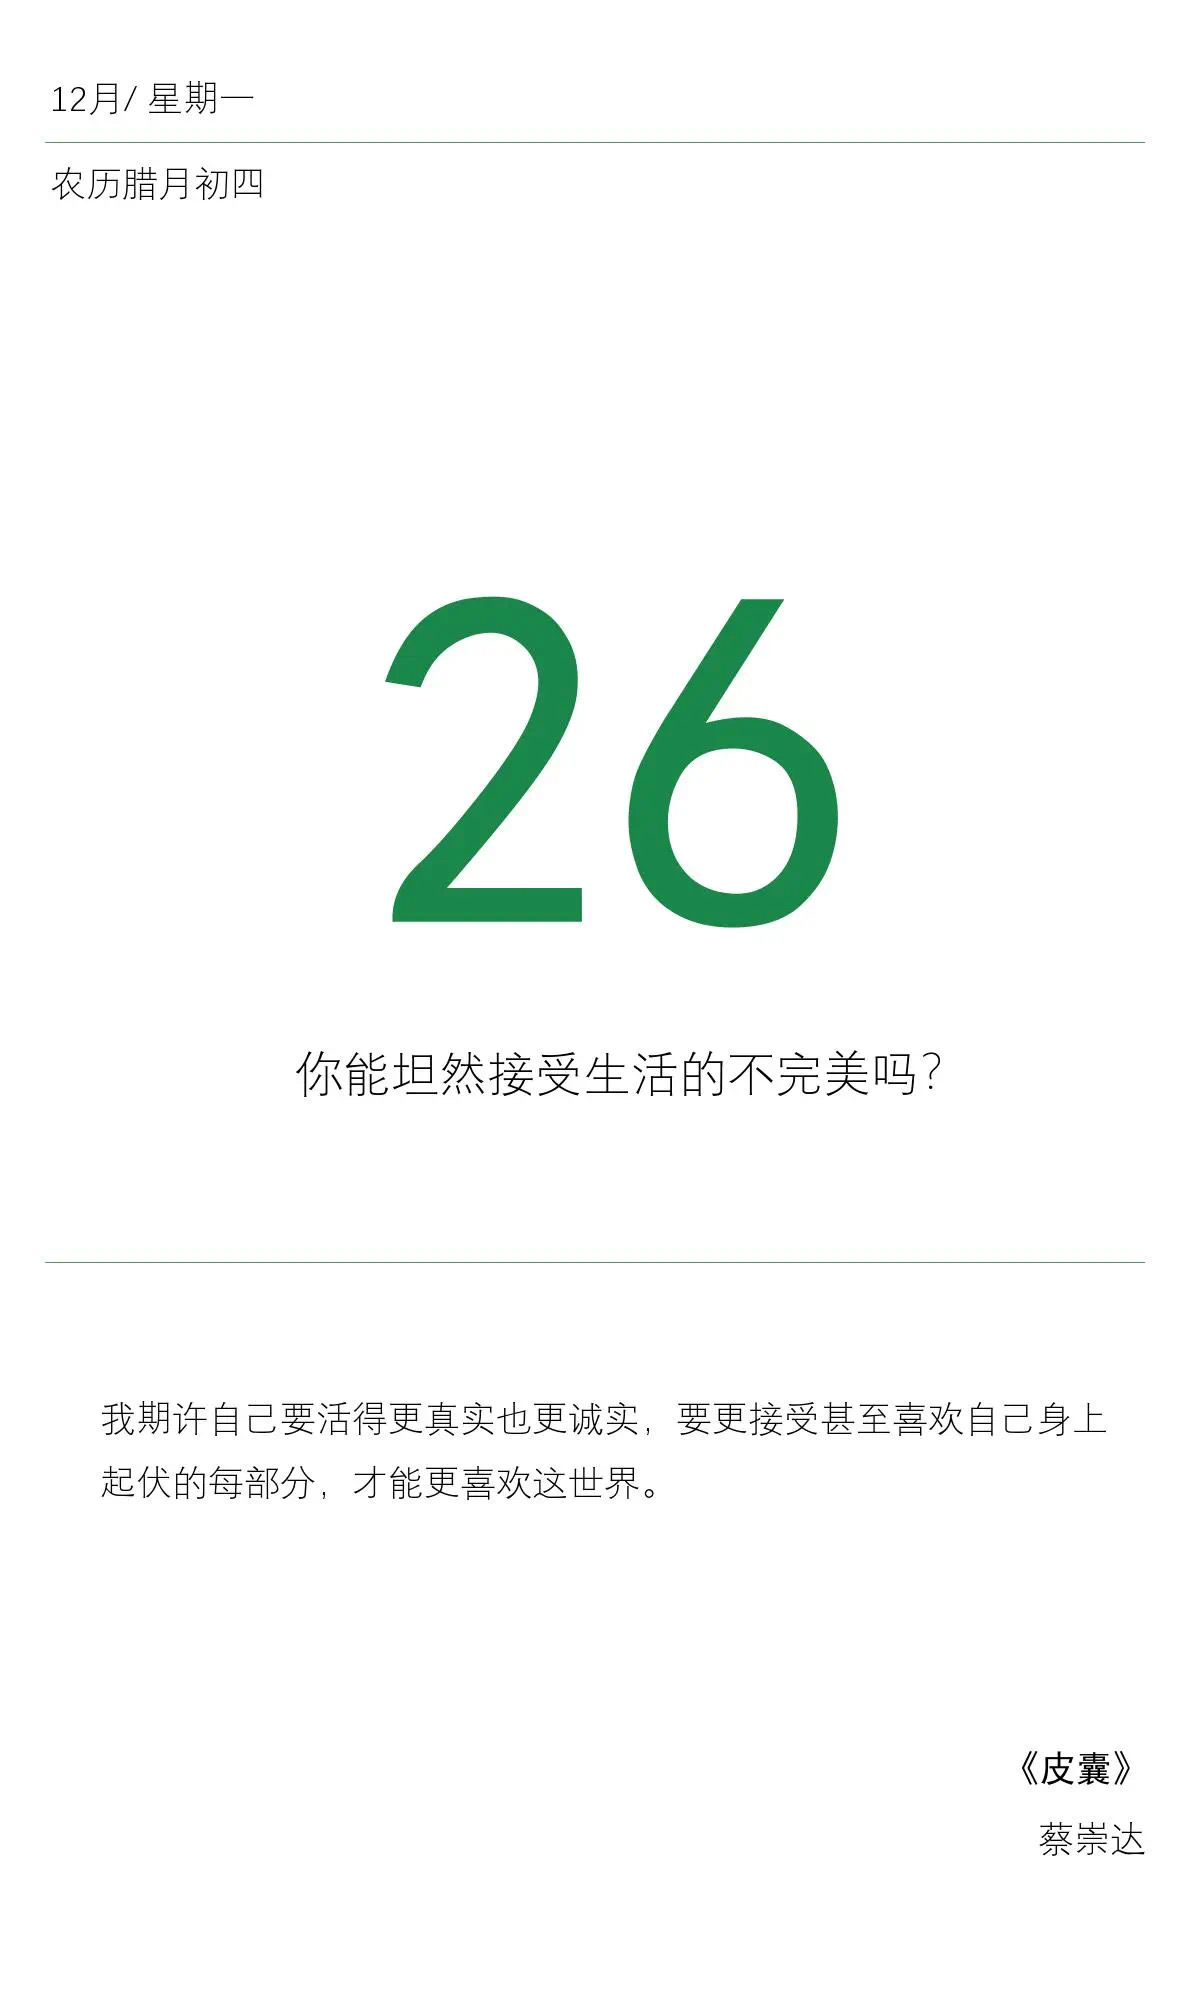 12月/ 星期一
农历腊月初四
26
你能坦然接受生活的不完美吗？
我期许自己要活得更真实也更诚实，要更接受甚至喜欢自己身上
起伏的每部分，才能更喜欢这世界。
《皮囊》
蔡崇达